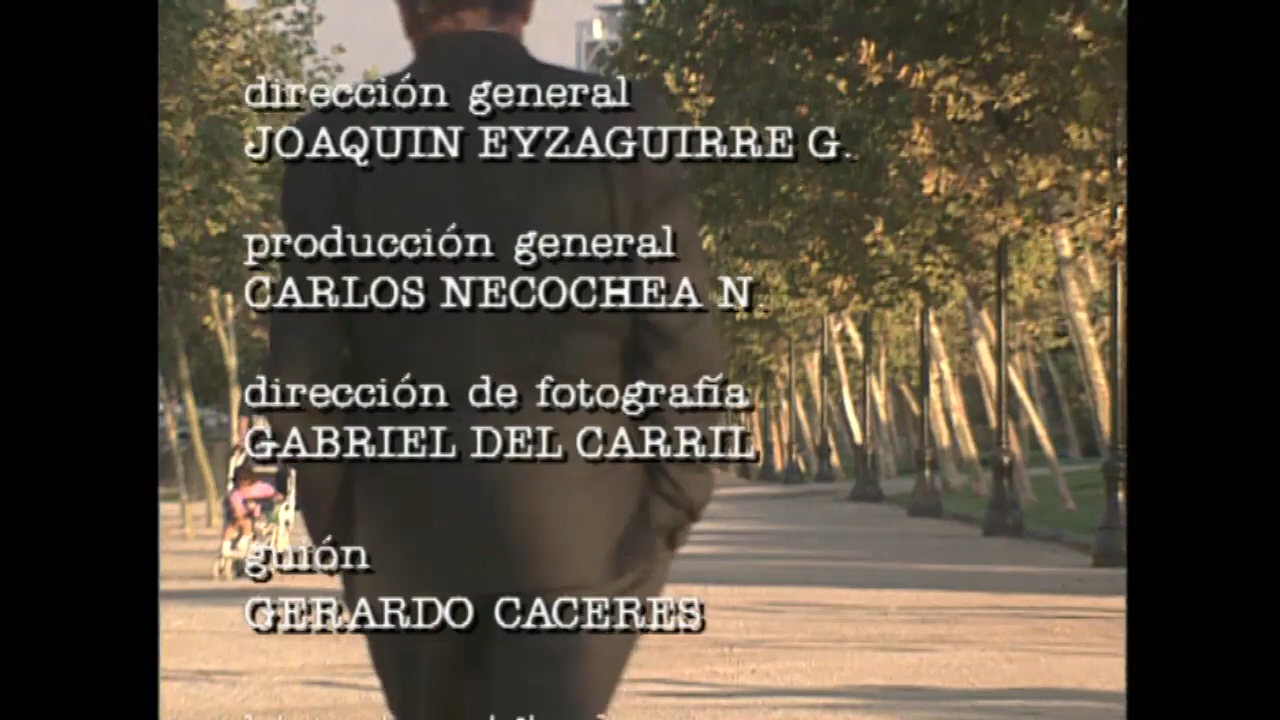 dirección general
JOAQUIN EYZAGUIRRE G.
producción general
CARLOS NECOCHEA N.
dirección de fotografía
GABRIEL DEL CARRIL
guión
GERARDO CACERES